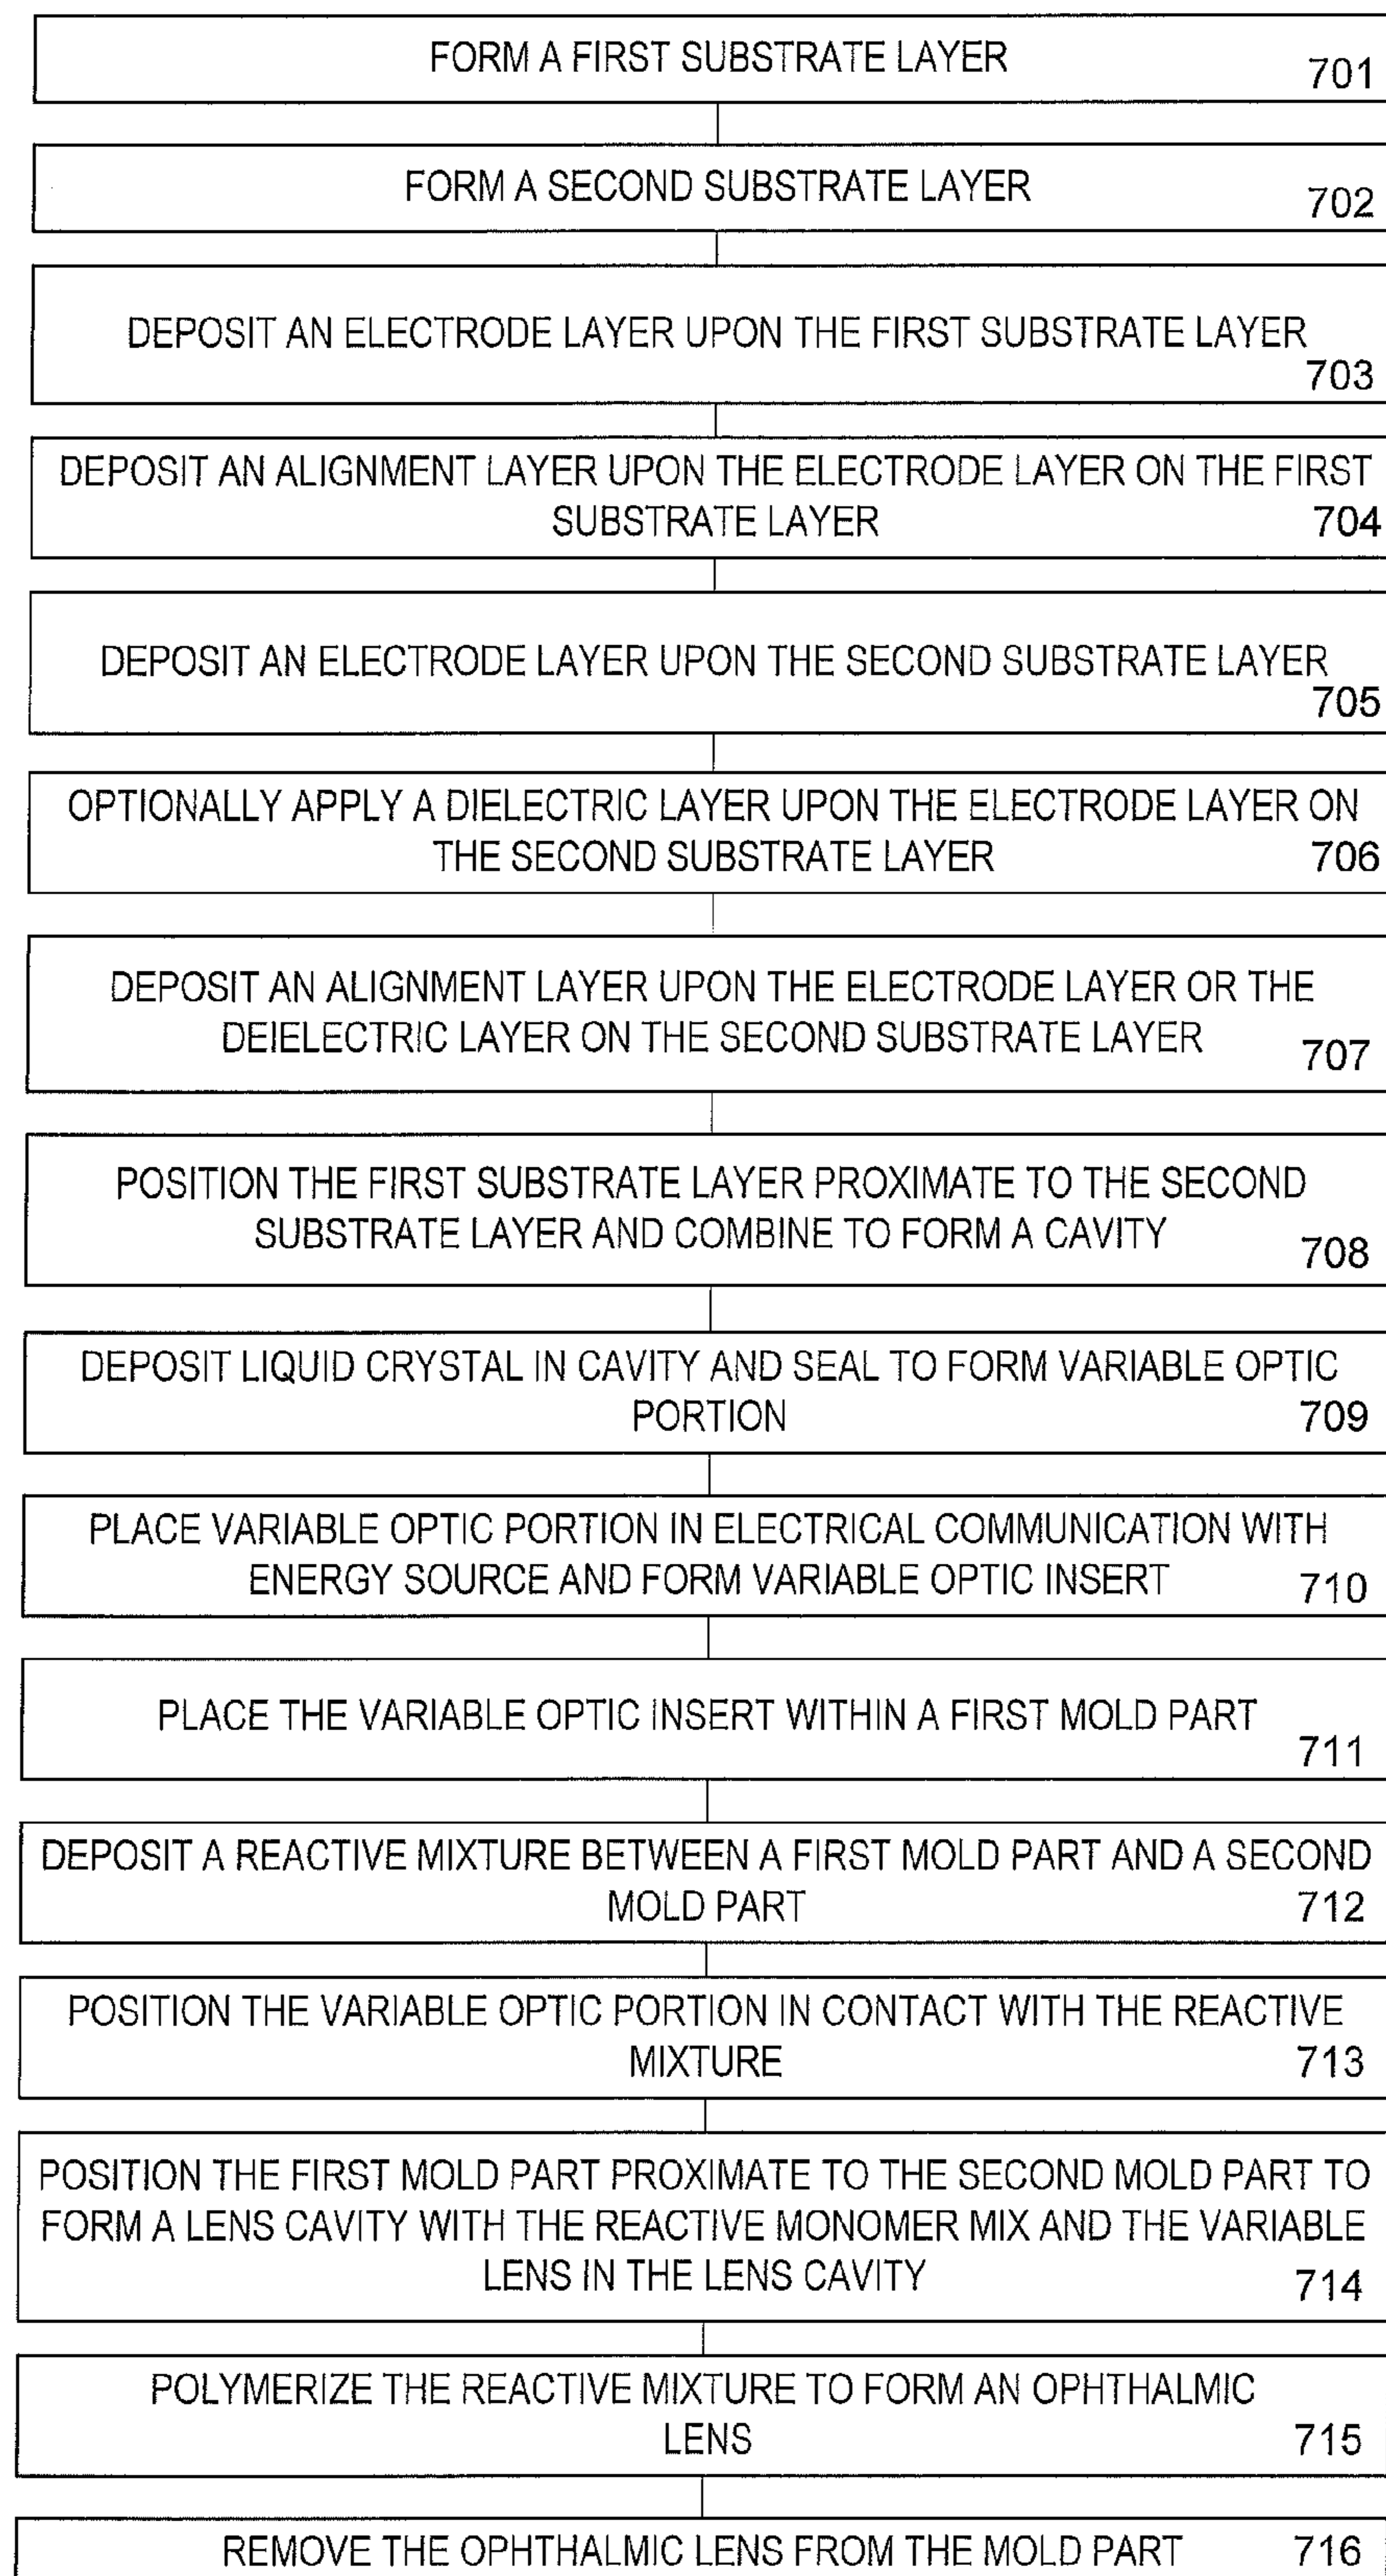 FORM A FIRST SUBSTRATE LAYER
701
FORM A SECOND SUBSTRATE LAYER
702
DEPOSIT AN ELECTRODE LAYER UPON THE FIRST SUBSTRATE LAYER
703
DEPOSIT AN ALIGNMENT LAYER UPON THE ELECTRODE LAYER ON THE FIRST
SUBSTRATE LAYER 704
DEPOSIT AN ELECTRODE LAYER UPON THE SECOND SUBSTRATE LAYER
705
OPTIONALLY APPLY A DIELECTRIC LAYER UPON THE ELECTRODE LAYER ON
THE SECOND SUBSTRATE LAYER 706
DEPOSIT AN ALIGNMENT LAYER UPON THE ELECTRODE LAYER OR THE
DEIELECTRIC LAYER ON THE SECOND SUBSTRATE LAYER 707
POSITION THE FIRST SUBSTRATE LAYER PROXIMATE TO THE SECOND
SUBSTRATE LAYER AND COMBINE TO FORM A CAVITY 708
DEPOSIT LIQUID CRYSTAL IN CAVITY AND SEAL TO FORM VARIABLE OPTIC
PORTION 709
PLACE VARIABLE OPTIC PORTION IN ELECTRICAL COMMUNICATION WITH
ENERGY SOURCE AND FORM VARIABLE OPTIC INSERT 710
PLACE THE VARIABLE OPTIC INSERT WITHIN A FIRST MOLD PART
711
DEPOSIT A REACTIVE MIXTURE BETWEEN A FIRST MOLD PART AND A SECOND
MOLD PART 712
POSITION THE VARIABLE OPTIC PORTION IN CONTACT WITH THE REACTIVE
MIXTURE 713
POSITION THE FIRST MOLD PART PROXIMATE TO THE SECOND MOLD PART TO
FORM A LENS CAVITY WITH THE REACTIVE MONOMER MIX AND THE VARIABLE
LENS IN THE LENS CAVITY 714
POLYMERIZE THE REACTIVE MIXTURE TO FORM AN OPHTHALMIC
LENS 715
REMOVE THE OPHTHALMIC LENS FROM THE MOLD PART 716